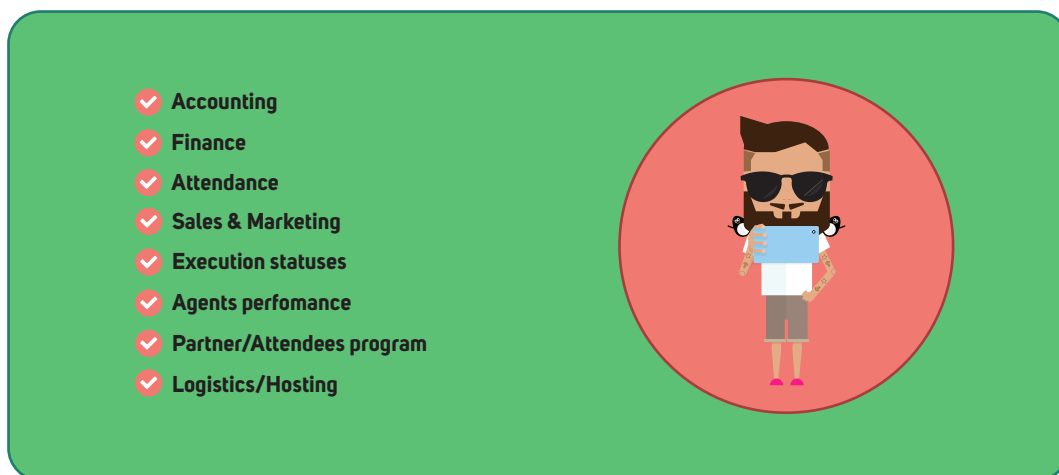 Accounting
Finance
Attendance
Sales & Marketing
Execution statuses
Agents perfomance
Partner/Attendees program
Logistics/Hosting